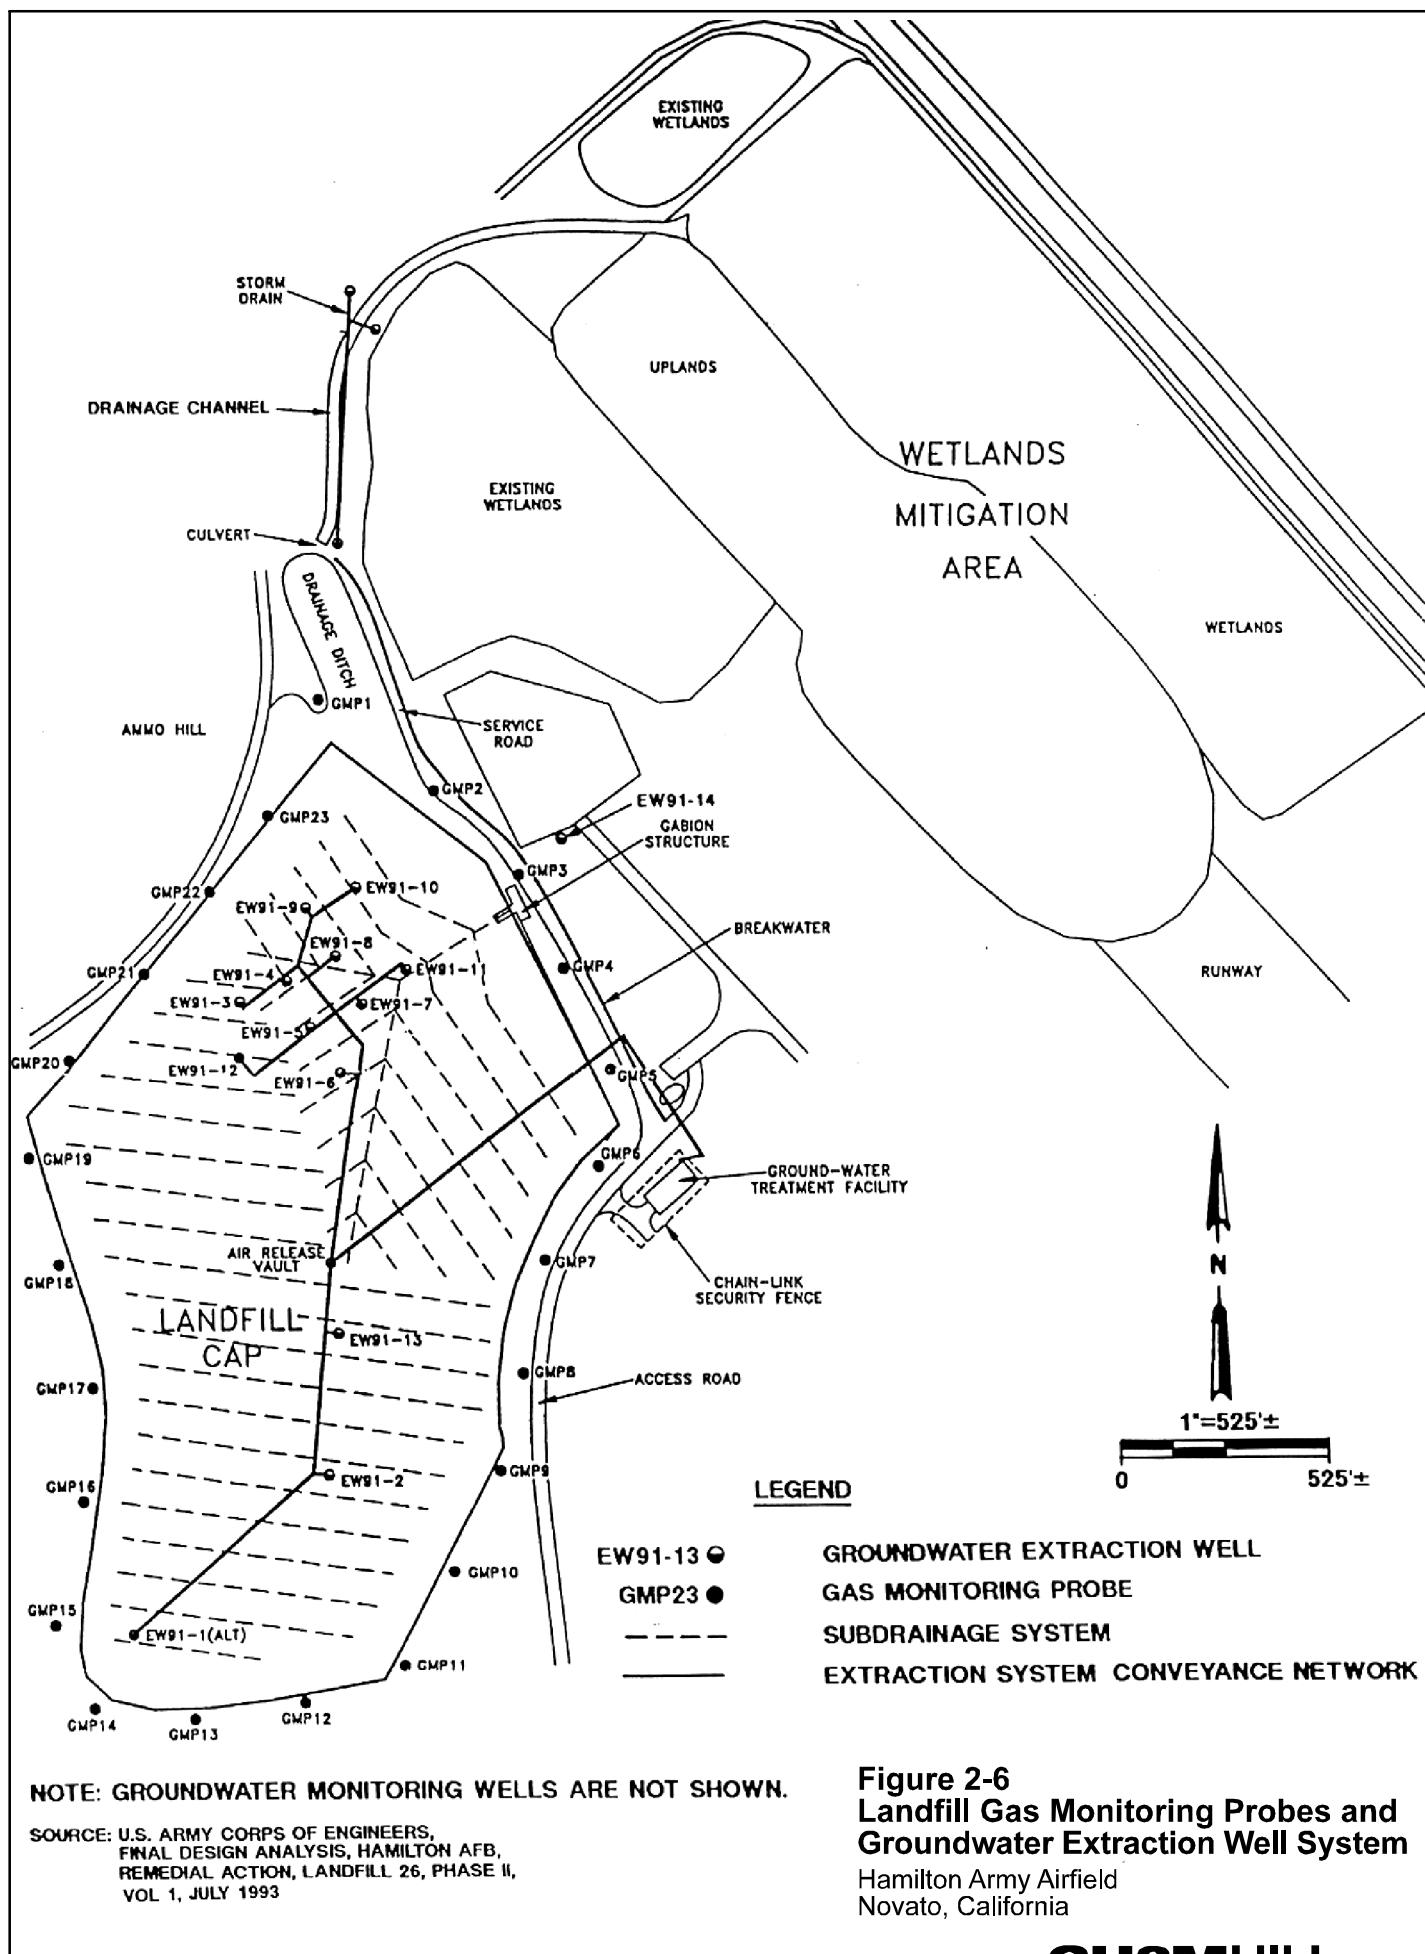 EXISTING
WETLANDS
STORM
DRAIN
UPLANDS
DRAINAGE CHANNEL
WETLANDS
MITIGATION
AREA
EXISTING
WETLANDS
CULVERT
DRAINAGE DITCH
WETLANDS
GMP1
AMMO HILL
SERVICE
ROAD
GMP2
EW91-14
GMP23
GABION
STRUCTURE
GMP3
GMP22
EW91-10
EW91-9
BREAKWATER
EW91-8
GMP21
EW91-4
EW91-11
GMP4
RUNWAY
EW91-3
EW91-7
EW91-5
GMP20
EW91-12
EW91-6
GMP5
GMP19
GMP6
GROUND-WATER
TREATMENT FACILITY
AIR RELEASE
VAULT
GMP7
GMP18
CHAIN-LINK
SECURITY FENCE
N
LANDFILL
CAP
EW91-13
GMP8
ACCESS ROAD
GMP17
1"=525'±
0 525'±
GMP9
EW91-2
GMP16
LEGEND
EW91-13 GROUNDWATER EXTRACTION WELL
GMP23 GAS MONITORING PROBE
SUBDRAINAGE SYSTEM
EXTRACTION SYSTEM CONVEYANCE NETWORK
GMP10
GMP15
EW91-1(ALT)
GMP11
GMP14
GMP13
GMP12
NOTE: GROUNDWATER MONITORING WELLS ARE NOT SHOWN.
SOURCE: U.S. ARMY CORPS OF ENGINEERS,
FINAL DESIGN ANALYSIS, HAMILTON AFB,
REMEDIAL ACTION, LANDFILL 26, PHASE II,
VOL 1, JULY 1993
Figure 2-6
Landfill Gas Monitoring Probes and
Groundwater Extraction Well System
Hamilton Army Airfield
Novato, California